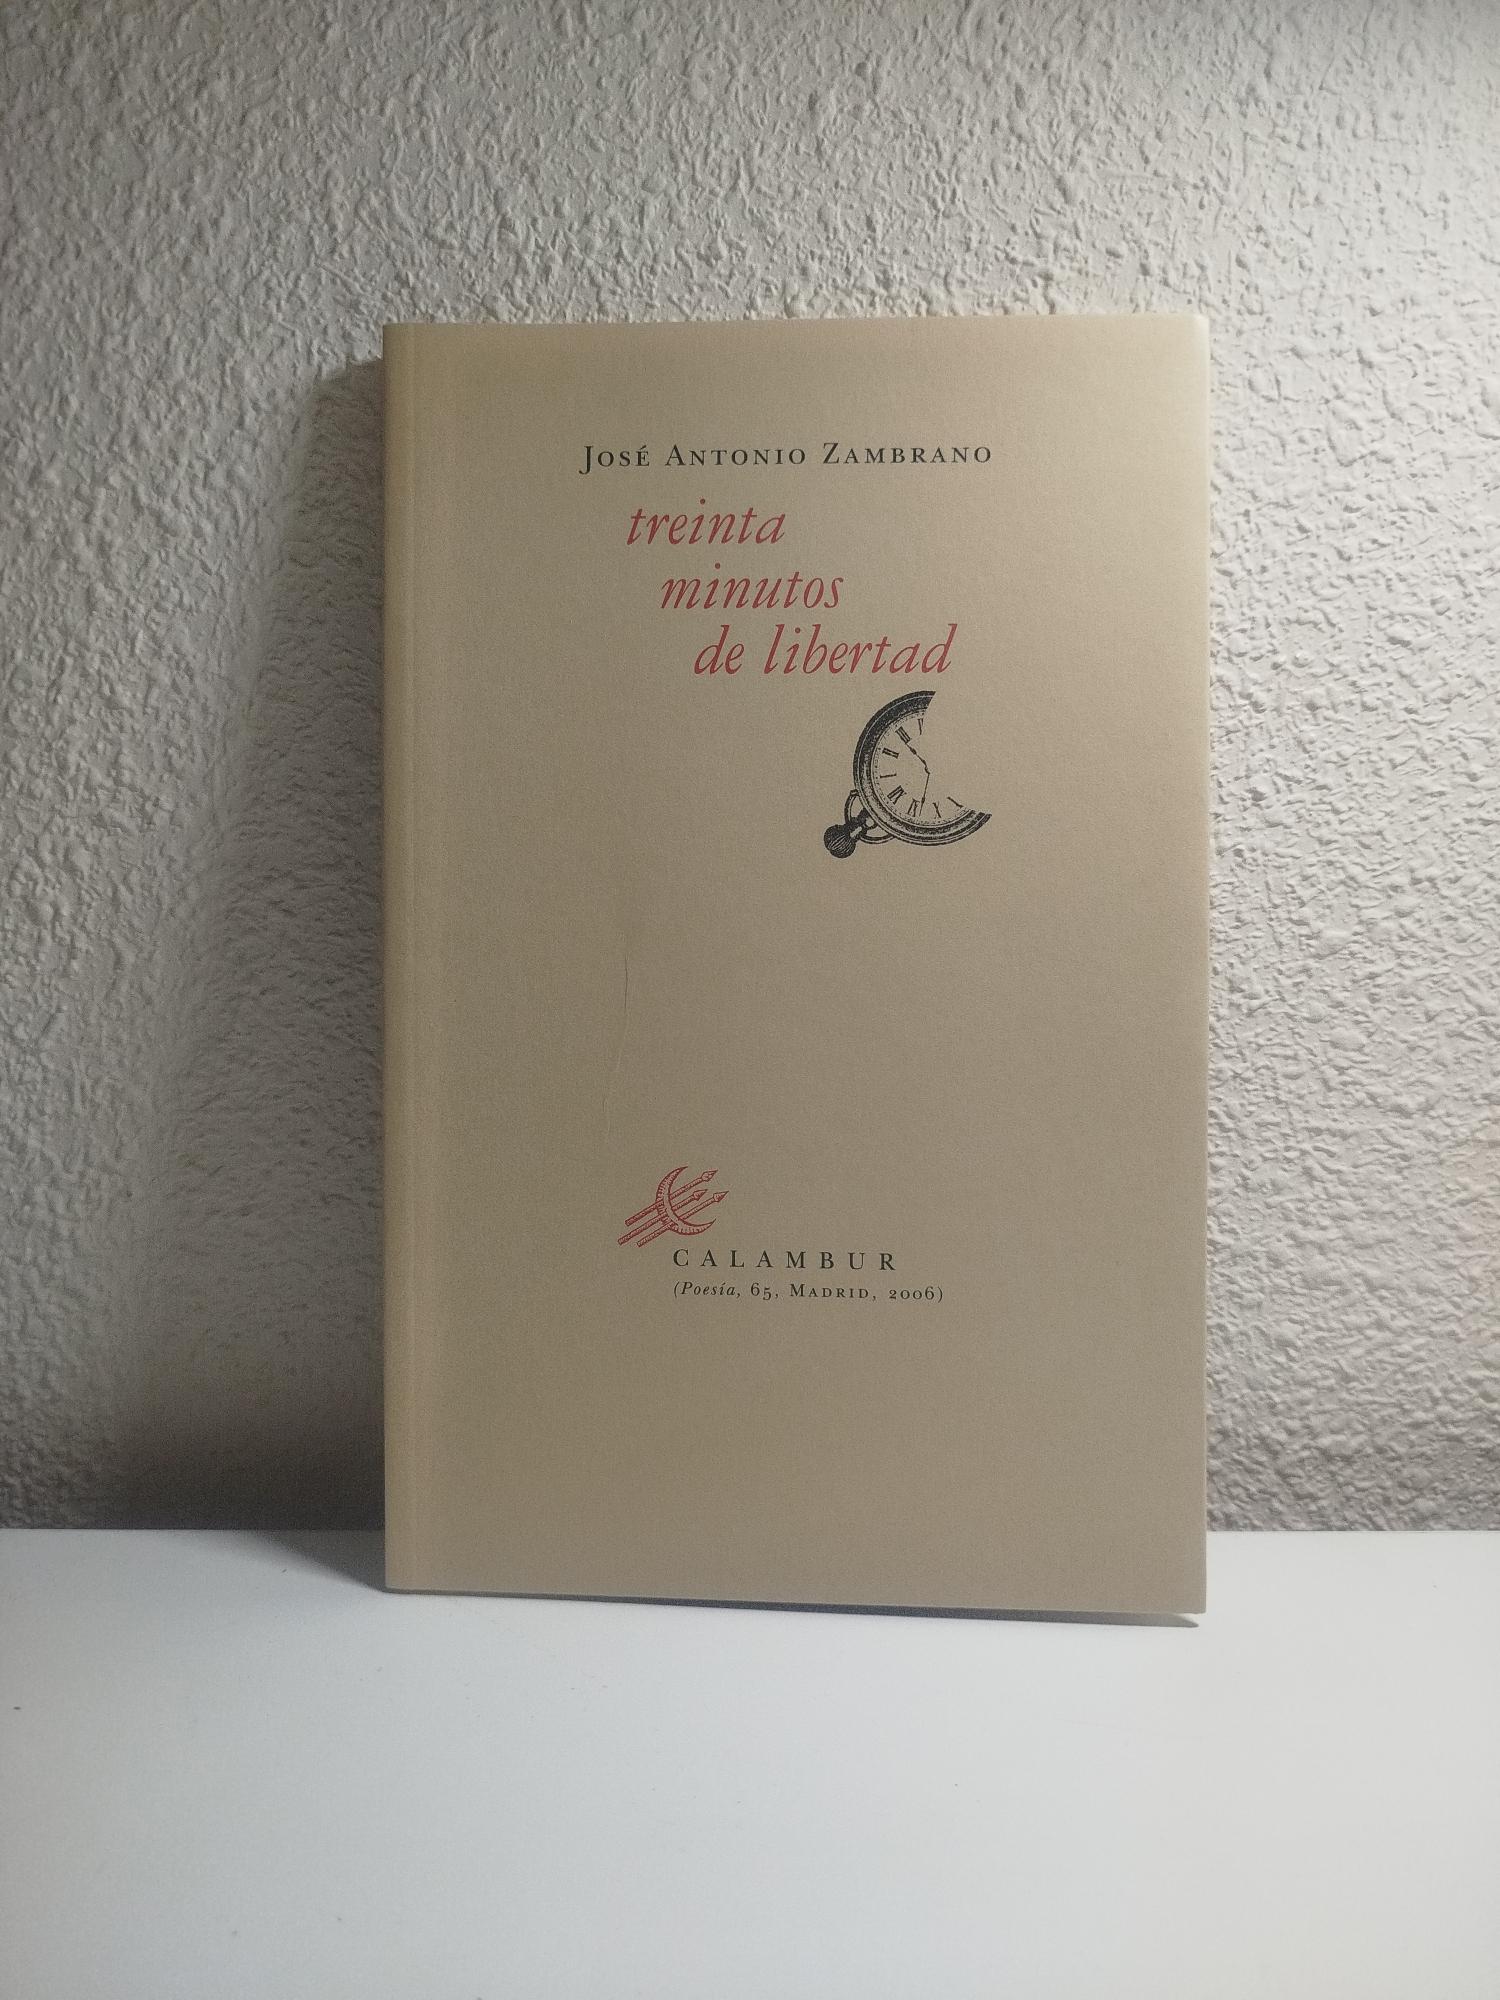 José Antonio Zambrano
treinta
minutos
de libertad
CALAMBUR
(Poesía, 65, Madrid, 2006)